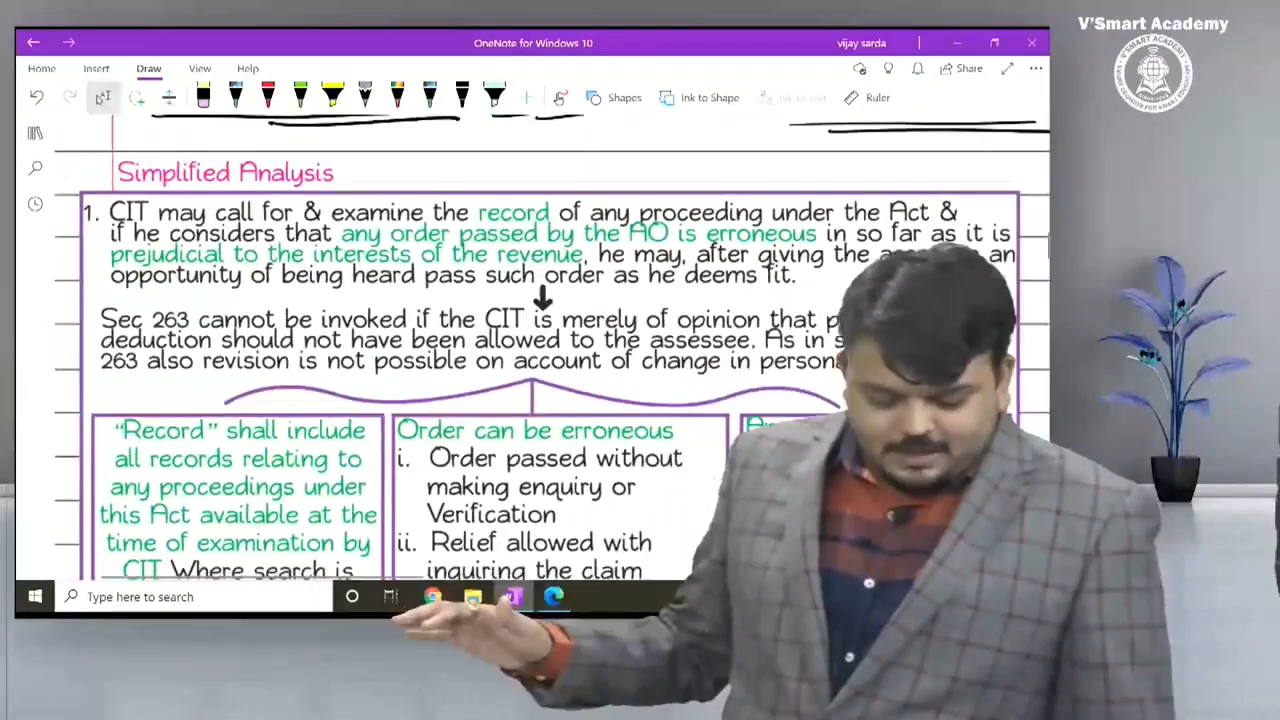 V'Smart Academy
OneNote for Windows 10
vijay sarda
Home Insert Draw View Help
Share
Shapes Ink to Shape Ink to Text Ruler
Simplified Analysis
1. CIT may call for & examine the record of any proceeding under the Act &
if he considers that any order passed by the AO is erroneous in so far as it is
prejudicial to the interests of the revenue, he may, after giving the an
opportunity of being heard pass such order as he deems fit.
Sec 263 cannot be invoked if the CIT is merely of opinion that
deduction should not have been allowed to the assessee. As in
263 also revision is not possible on account of change in
"Record" shall include
all records relating to
any proceedings under
this Act available at the
time of examination by
CIT Where search is
Order can be erroneous
i. Order passed without
making enquiry or
Verification
ii. Relief allowed with
inquiring the claim
Type here to search